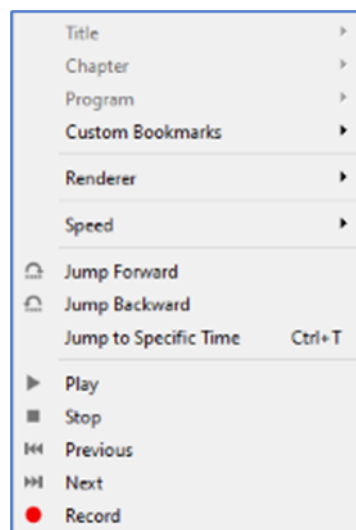 Title
Chapter
Program
Custom Bookmarks
Renderer
Speed
Jump Forward
Jump Backward
Jump to Specific Time Ctrl+T
Play
Stop
Previous
Next
Record